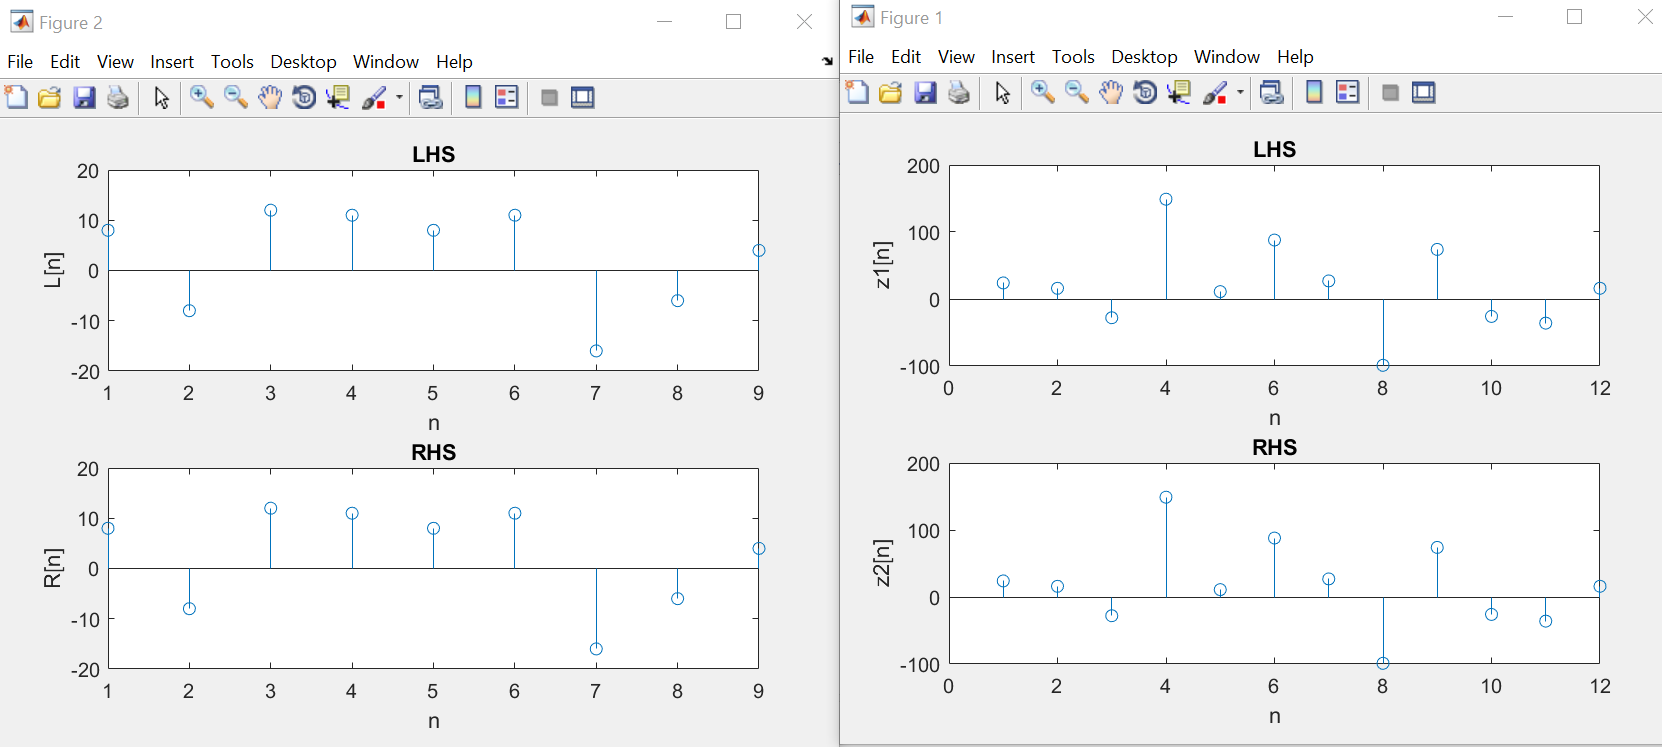 Figure 2
File Edit View Insert Tools Desktop Window Help
LHS
20
10
0
-10
-20
L[n]
1 2 3 4 5 6 7 8 9
n
RHS
20
10
0
-10
-20
R[n]
1 2 3 4 5 6 7 8 9
n
Figure 1
File Edit View Insert Tools Desktop Window Help
LHS
200
100
0
-100
z1[n]
0 2 4 6 8 10 12
n
RHS
200
100
0
-100
z2[n]
0 2 4 6 8 10 12
n